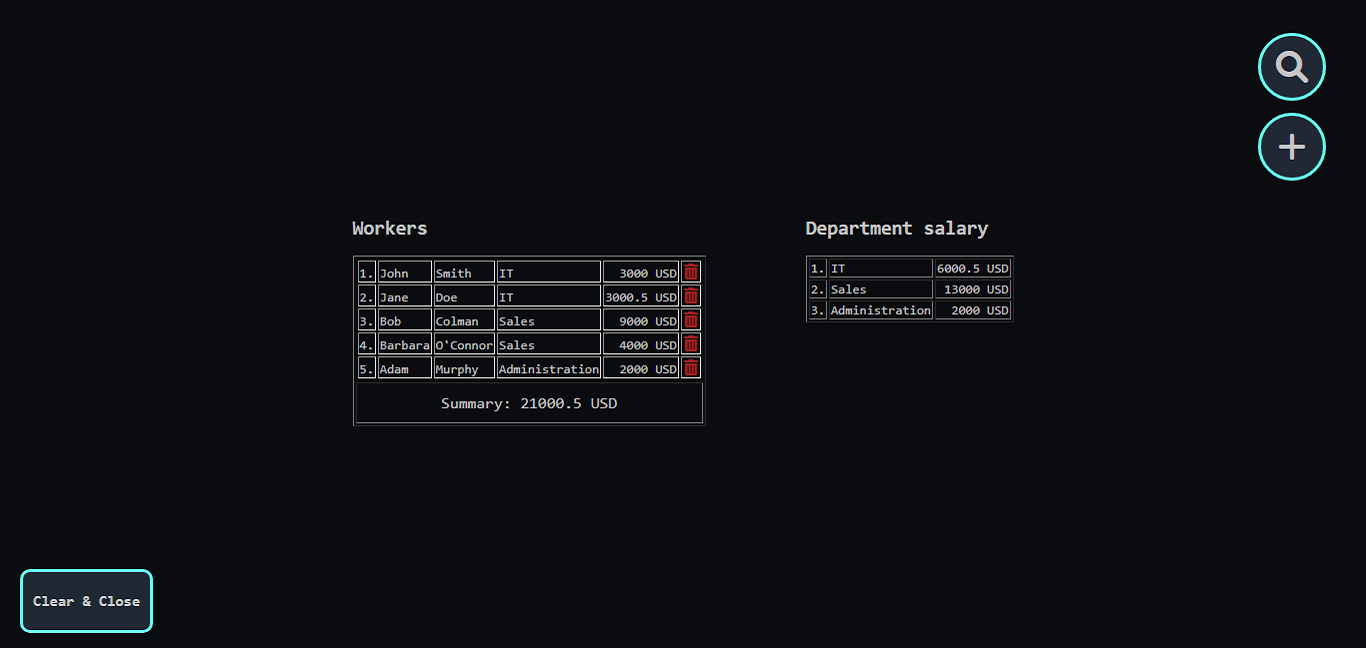 Workers
1. John Smith IT 3000 USD
2. Jane Doe IT 3000.5 USD
3. Bob Colman Sales 9000 USD
4. Barbara O'Connor Sales 4000 USD
5. Adam Murphy Administration 2000 USD
Summary: 21000.5 USD
Department salary
1. IT 6000.5 USD
2. Sales 13000 USD
3. Administration 2000 USD
Clear & Close